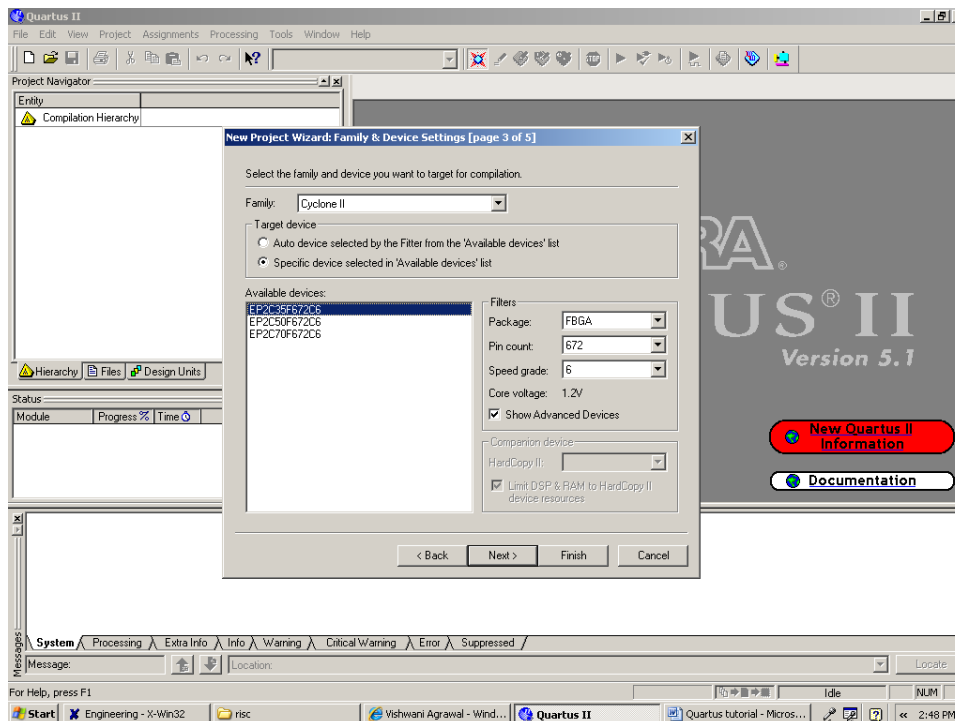 Quartus II
File Edit View Project Assignments Processing Tools Window Help
STOP
Project Navigator
Entity
Compilation Hierarchy
Hierarchy Files Design Units
Status
Module Progress % Time
New Project Wizard: Family & Device Settings [page 3 of 5]
Select the family and device you want to target for compilation.
Family: Cyclone II
Target device
Auto device selected by the Fitter from the 'Available devices' list
Specific device selected in 'Available devices' list
Available devices:
EP2C35F672C6
EP2C50F672C6
EP2C70F672C6
Filters
Package: FBGA
Pin count: 672
Speed grade: 6
Core voltage: 1.2V
Show Advanced Devices
Companion device
HardCopy II:
Limit DSP & RAM to HardCopy II
device resources
< Back Next > Finish Cancel
RA®
US® II
Version 5.1
New Quartus II
Information
Documentation
Messages
System Processing Extra Info Info Warning Critical Warning Error Suppressed
Message: Location: Locate
For Help, press F1 Idle NUM
Start Engineering - X-Win32 risc Vishwani Agrawal - Wind... Quartus II Quartus tutorial - Micros... « 2:48 PM